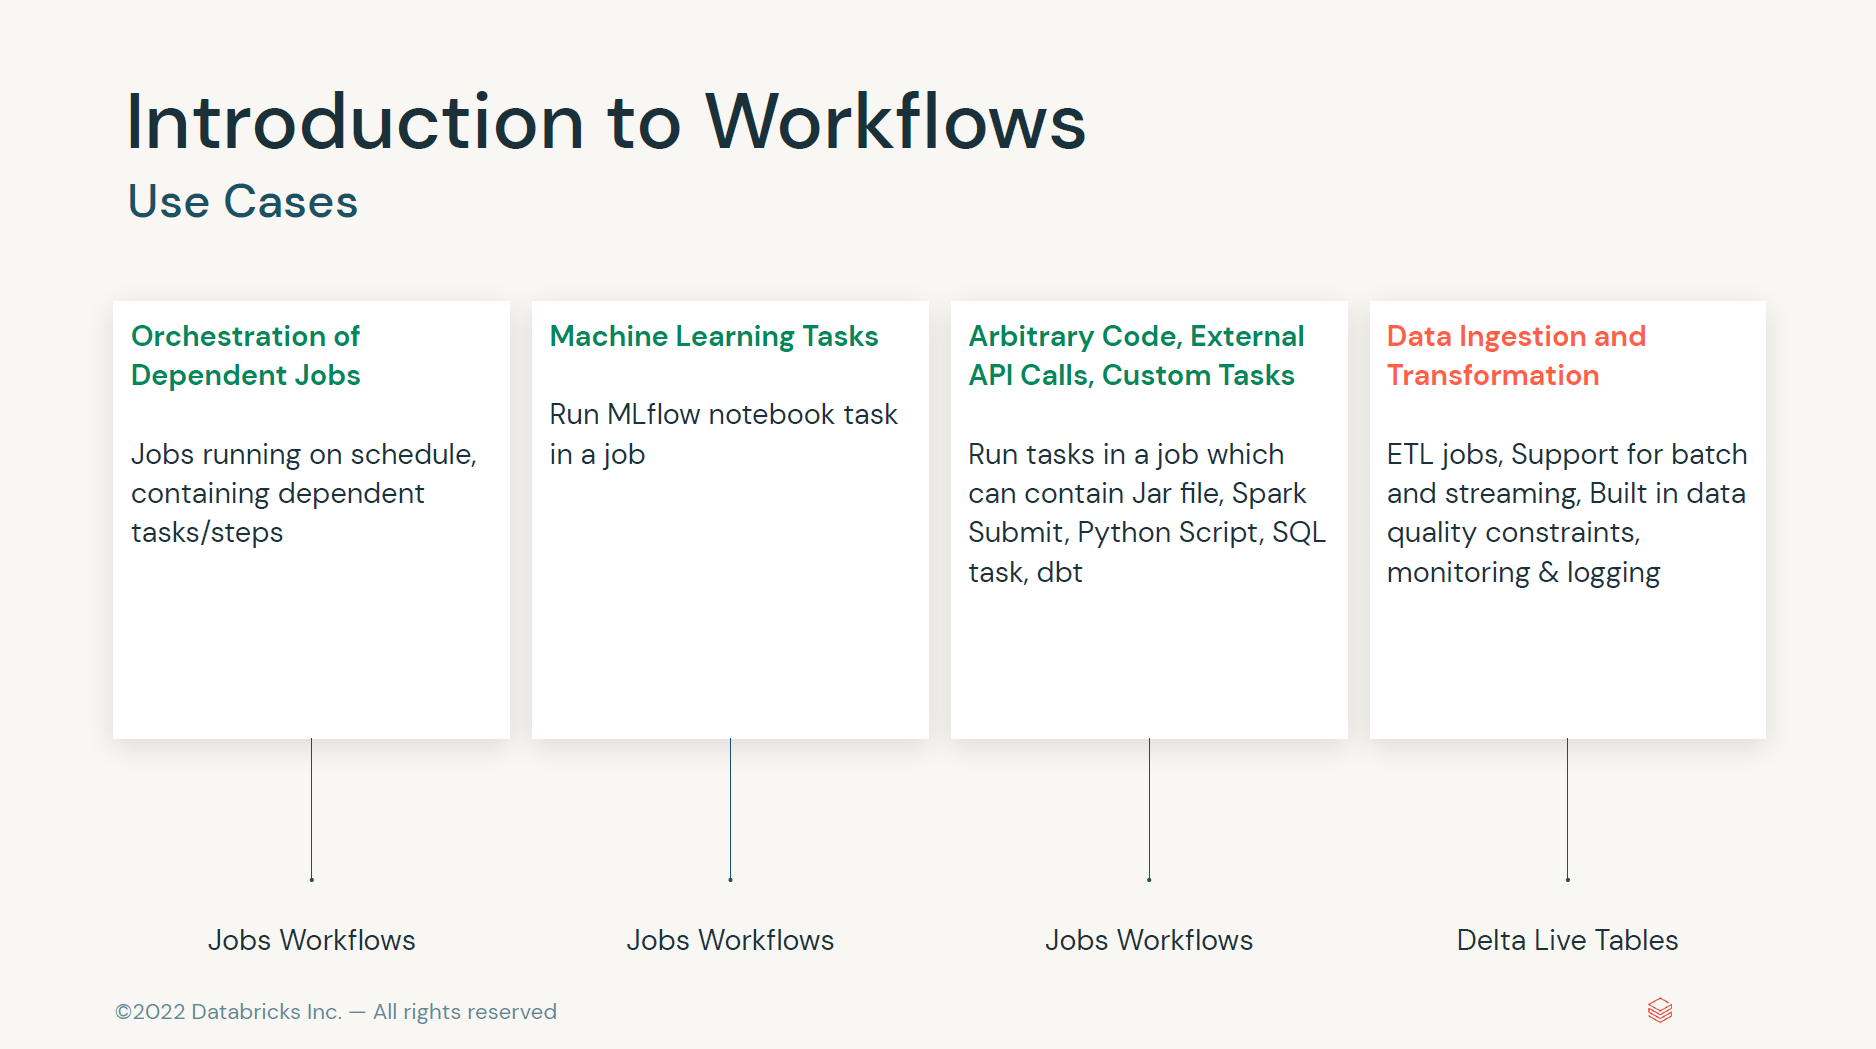 Introduction to Workflows
Use Cases
Orchestration of
Dependent Jobs
Jobs running on schedule,
containing dependent
tasks/steps
Machine Learning Tasks
Run MLflow notebook task
in a job
Arbitrary Code, External
API Calls, Custom Tasks
Run tasks in a job which
can contain Jar file, Spark
Submit, Python Script, SQL
task, dbt
Data Ingestion and
Transformation
ETL jobs, Support for batch
and streaming, Built in data
quality constraints,
monitoring & logging
Jobs Workflows
Jobs Workflows
Jobs Workflows
Delta Live Tables
©2022 Databricks Inc. — All rights reserved